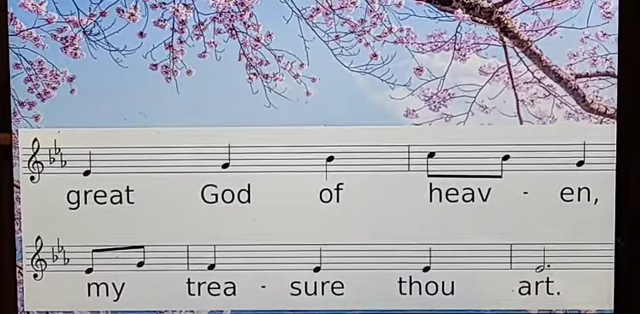 great God of heav - en,
my trea - sure thou art.